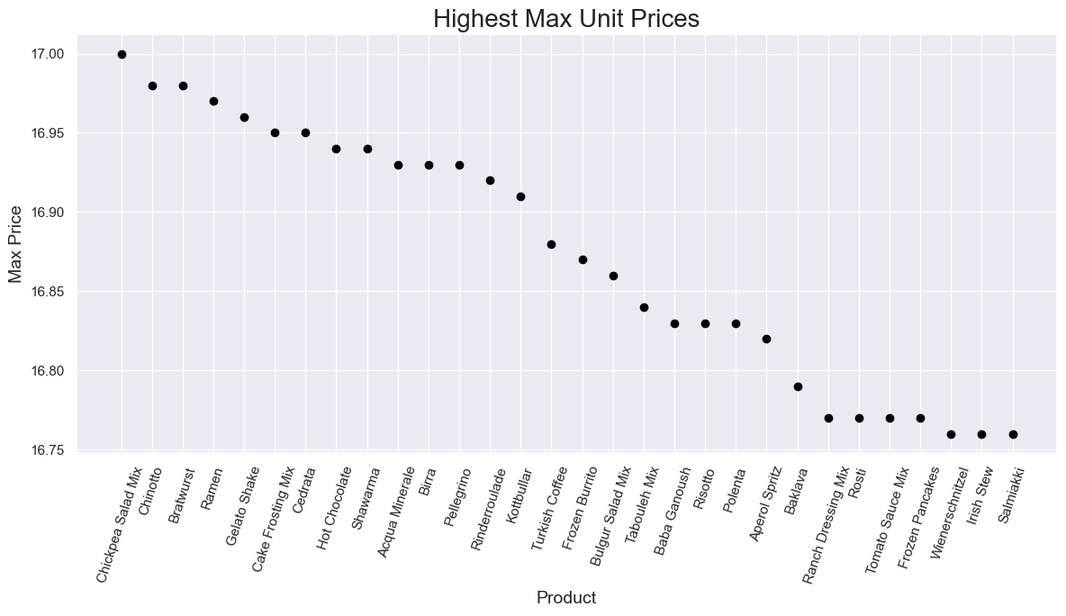 Highest Max Unit Prices
17.00
16.95
16.90
16.85
16.80
16.75
Max Price
Chickpea Salad Mix
Chinotto
Bratwurst
Ramen
Gelato Shake
Cake Frosting Mix
Cedrata
Hot Chocolate
Shawarma
Acqua Minerale
Birra
Pellegrino
Rinderroulade
Kottbullar
Turkish Coffee
Frozen Burrito
Bulgur Salad Mix
Tabouleh Mix
Baba Ganoush
Risotto
Polenta
Aperol Spritz
Baklava
Ranch Dressing Mix
Rosti
Tomato Sauce Mix
Frozen Pancakes
Wienerschnitzel
Irish Stew
Salmiakki
Product